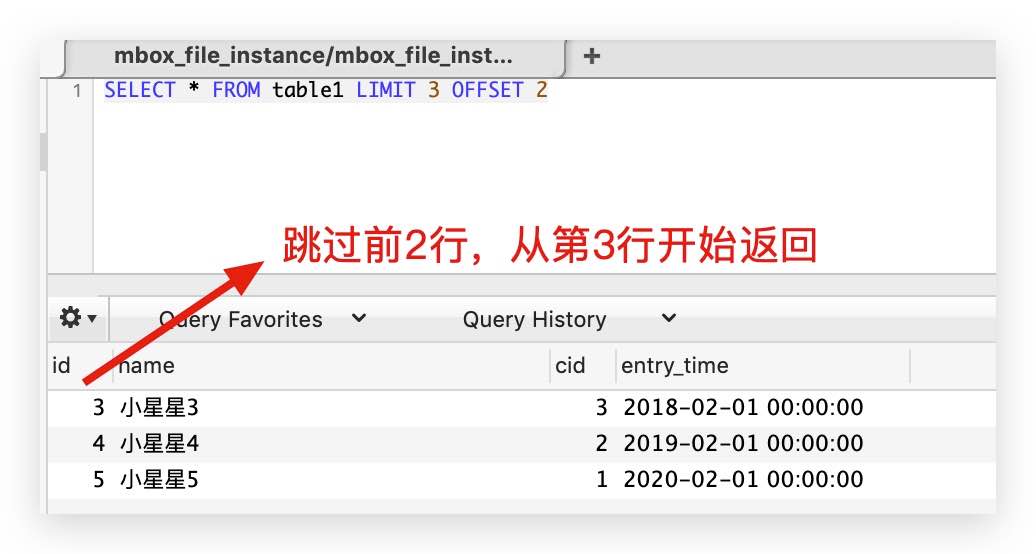 mbox_file_instance/mbox_file_inst... +
1 SELECT * FROM table1 LIMIT 3 OFFSET 2
跳过前2行，从第3行开始返回
Query Favorites Query History
id name cid entry_time
3 小星星3 3 2018-02-01 00:00:00
4 小星星4 2 2019-02-01 00:00:00
5 小星星5 1 2020-02-01 00:00:00